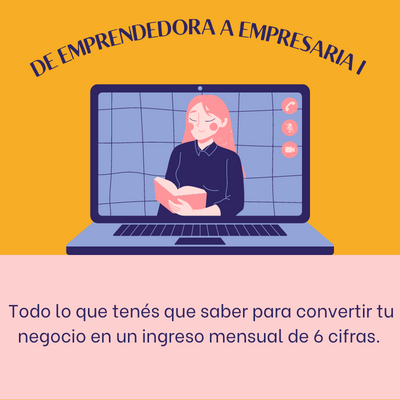 DE EMPRENDEDORA A EMPRESARIA I
Todo lo que tenés que saber para convertir tu
negocio en un ingreso mensual de 6 cifras.